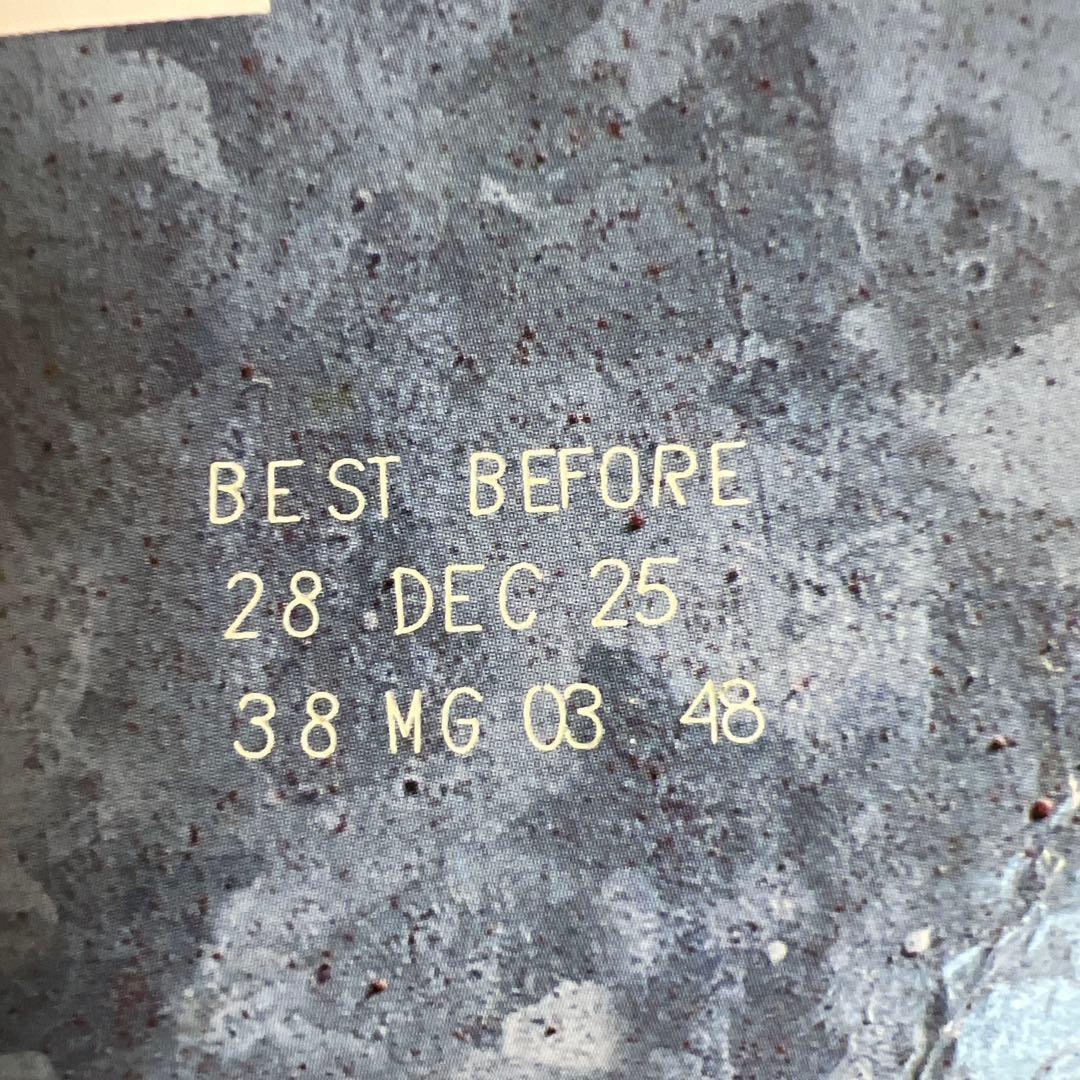 BEST BEFORE
28 DEC 25
38 MG 03 48